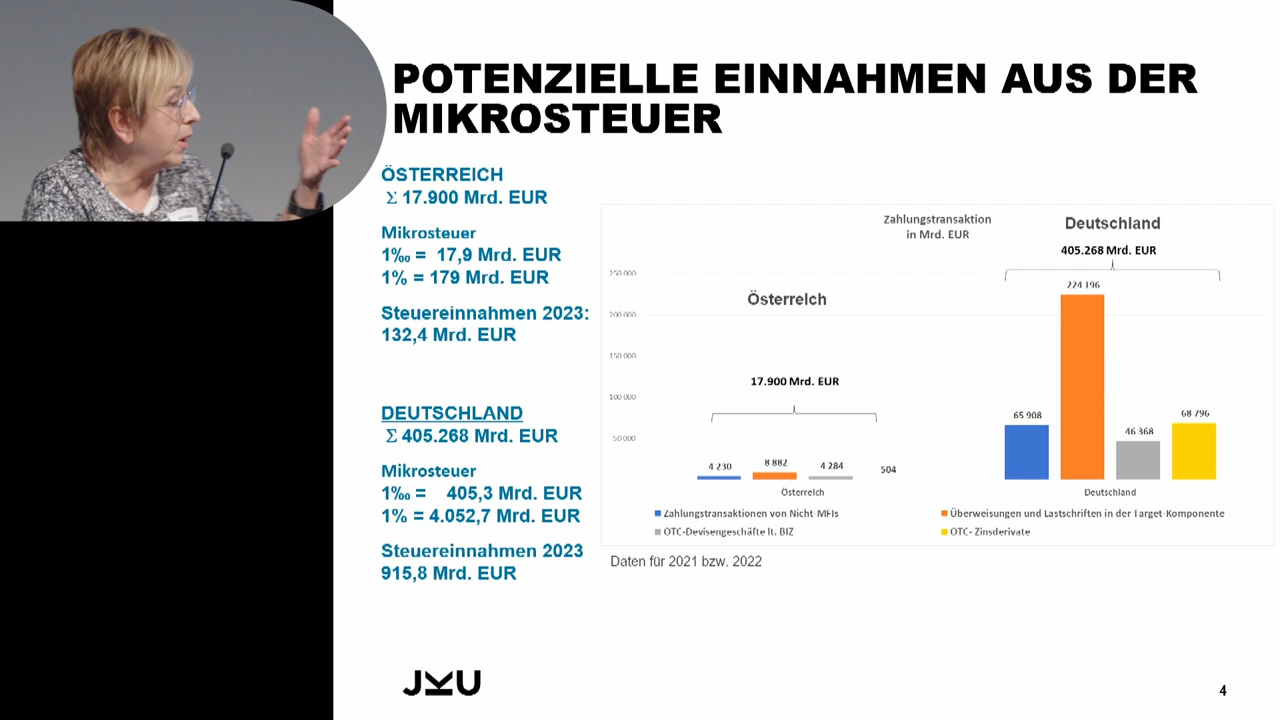 POTENZIELLE EINNAHMEN AUS DER
MIKROSTEUER
ÖSTERREICH
Σ 17.900 Mrd. EUR
Mikrosteuer
1‰ = 17,9 Mrd. EUR
1% = 179 Mrd. EUR
Steuereinnahmen 2023:
132,4 Mrd. EUR
DEUTSCHLAND
Σ 405.268 Mrd. EUR
Mikrosteuer
1‰ = 405,3 Mrd. EUR
1% = 4.052,7 Mrd. EUR
Steuereinnahmen 2023
915,8 Mrd. EUR
Zahlungstransaktion
in Mrd. EUR
Deutschland
405.268 Mrd. EUR
250 000
224 196
Österreich
200 000
150 000
17.900 Mrd. EUR
100 000
65 908
68 796
50 000
46 368
4 230
8 882
4 284
504
Österreich
Deutschland
Zahlungstransaktionen von Nicht-MFIs
Überweisungen und Lastschriften in der Target-Komponente
OTC-Devisengeschäfte lt. BIZ
OTC- Zinsderivate
Daten für 2021 bzw. 2022
JKU
4